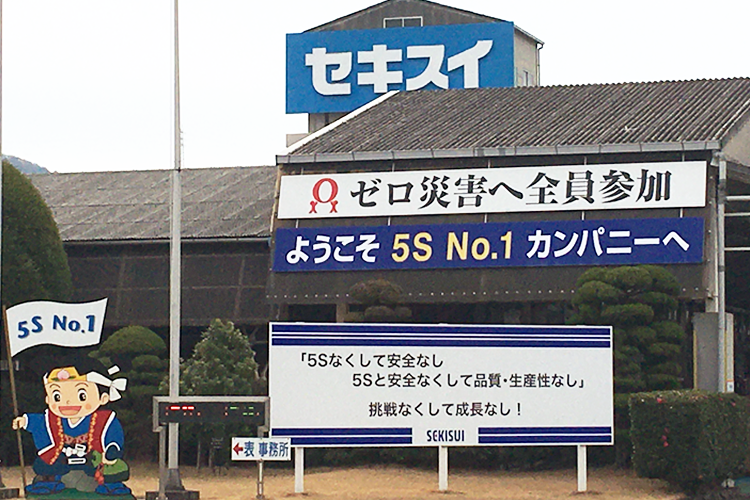 セキスイ
ゼロ災害へ全員参加
ようこそ 5S No.1 カンパニーへ
5S No.1
「5Sなくして安全なし
5Sと安全なくして品質・生産性なし」
挑戦なくして成長なし！
SEKISUI
←表 事務所